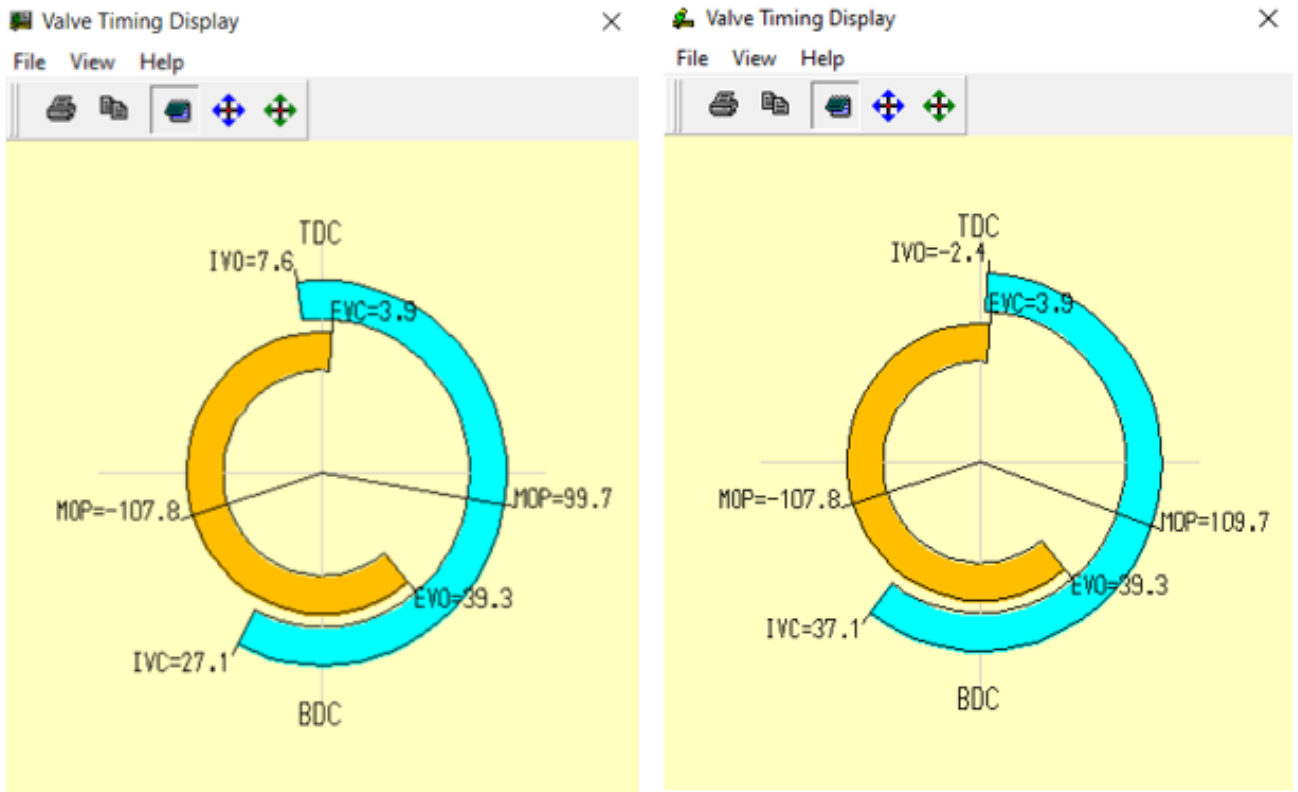 Valve Timing Display
File View Help
TDC
IVO=7.6
EVC=3.9
MOP=-107.8
MOP=99.7
EVO=39.3
IVC=27.1
BDC
Valve Timing Display
File View Help
TDC
IVO=-2.4
EVC=3.9
MOP=-107.8
MOP=109.7
EVO=39.3
IVC=37.1
BDC